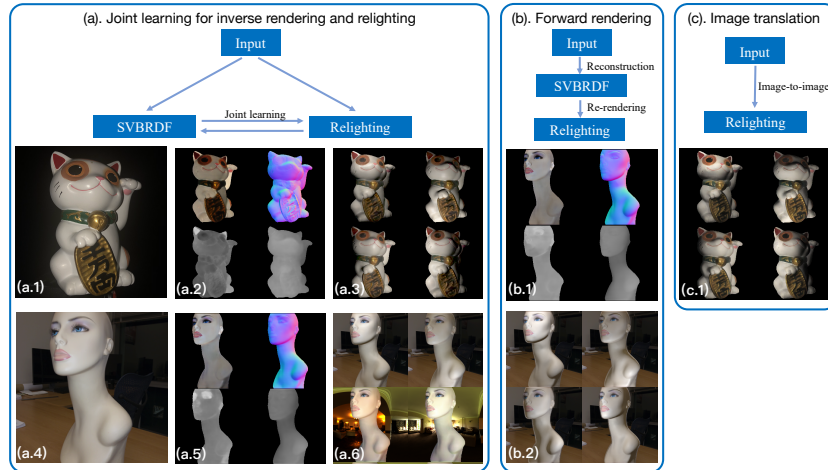 (a). Joint learning for inverse rendering and relighting
Input
SVBRDF
Joint learning
Relighting
(a.1)
(a.2)
(a.3)
(a.4)
(a.5)
(a.6)
(b). Forward rendering
Input
Reconstruction
SVBRDF
Re-rendering
Relighting
(b.1)
(b.2)
(c). Image translation
Input
Image-to-image
Relighting
(c.1)